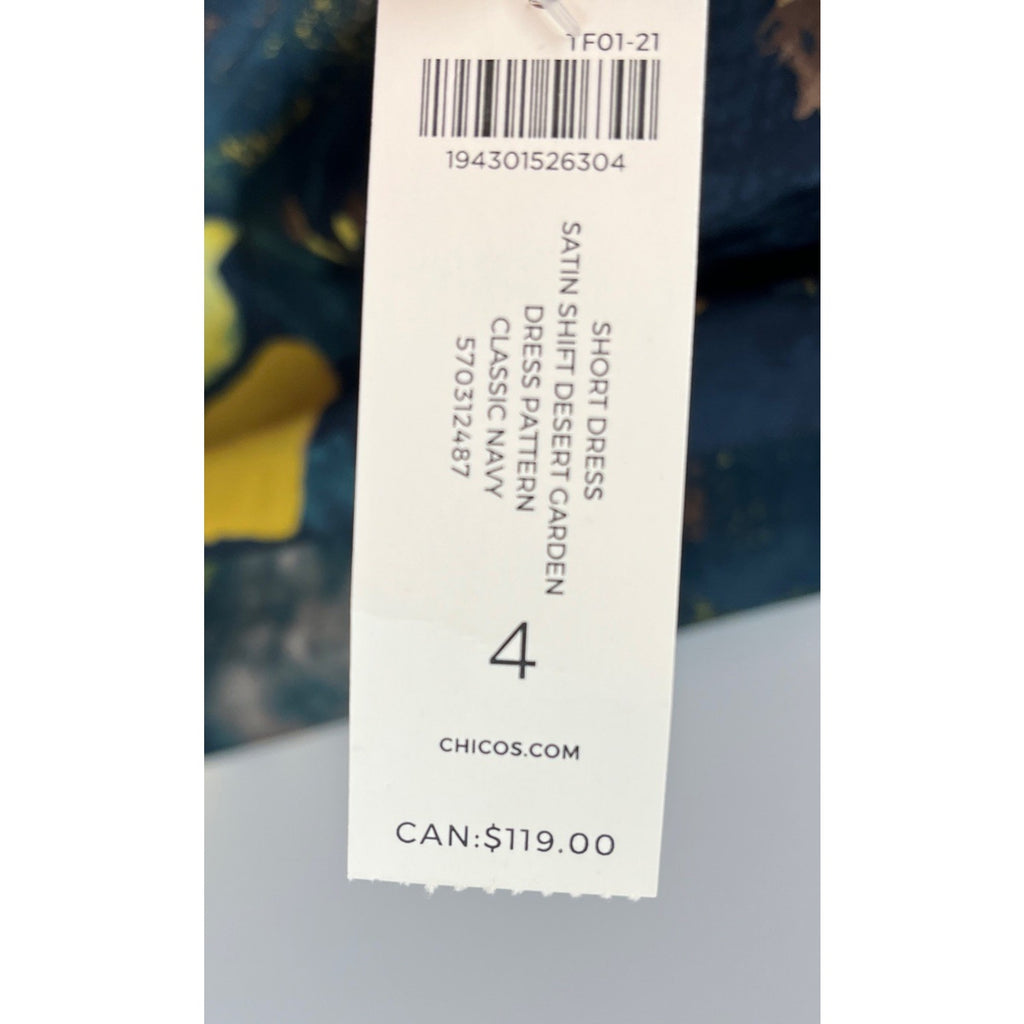 TF01-21
194301526304
SHORT DRESS
SATIN SHIFT DESERT GARDEN
DRESS PATTERN
CLASSIC NAVY
570312487
4
CHICOS.COM
CAN:$119.00